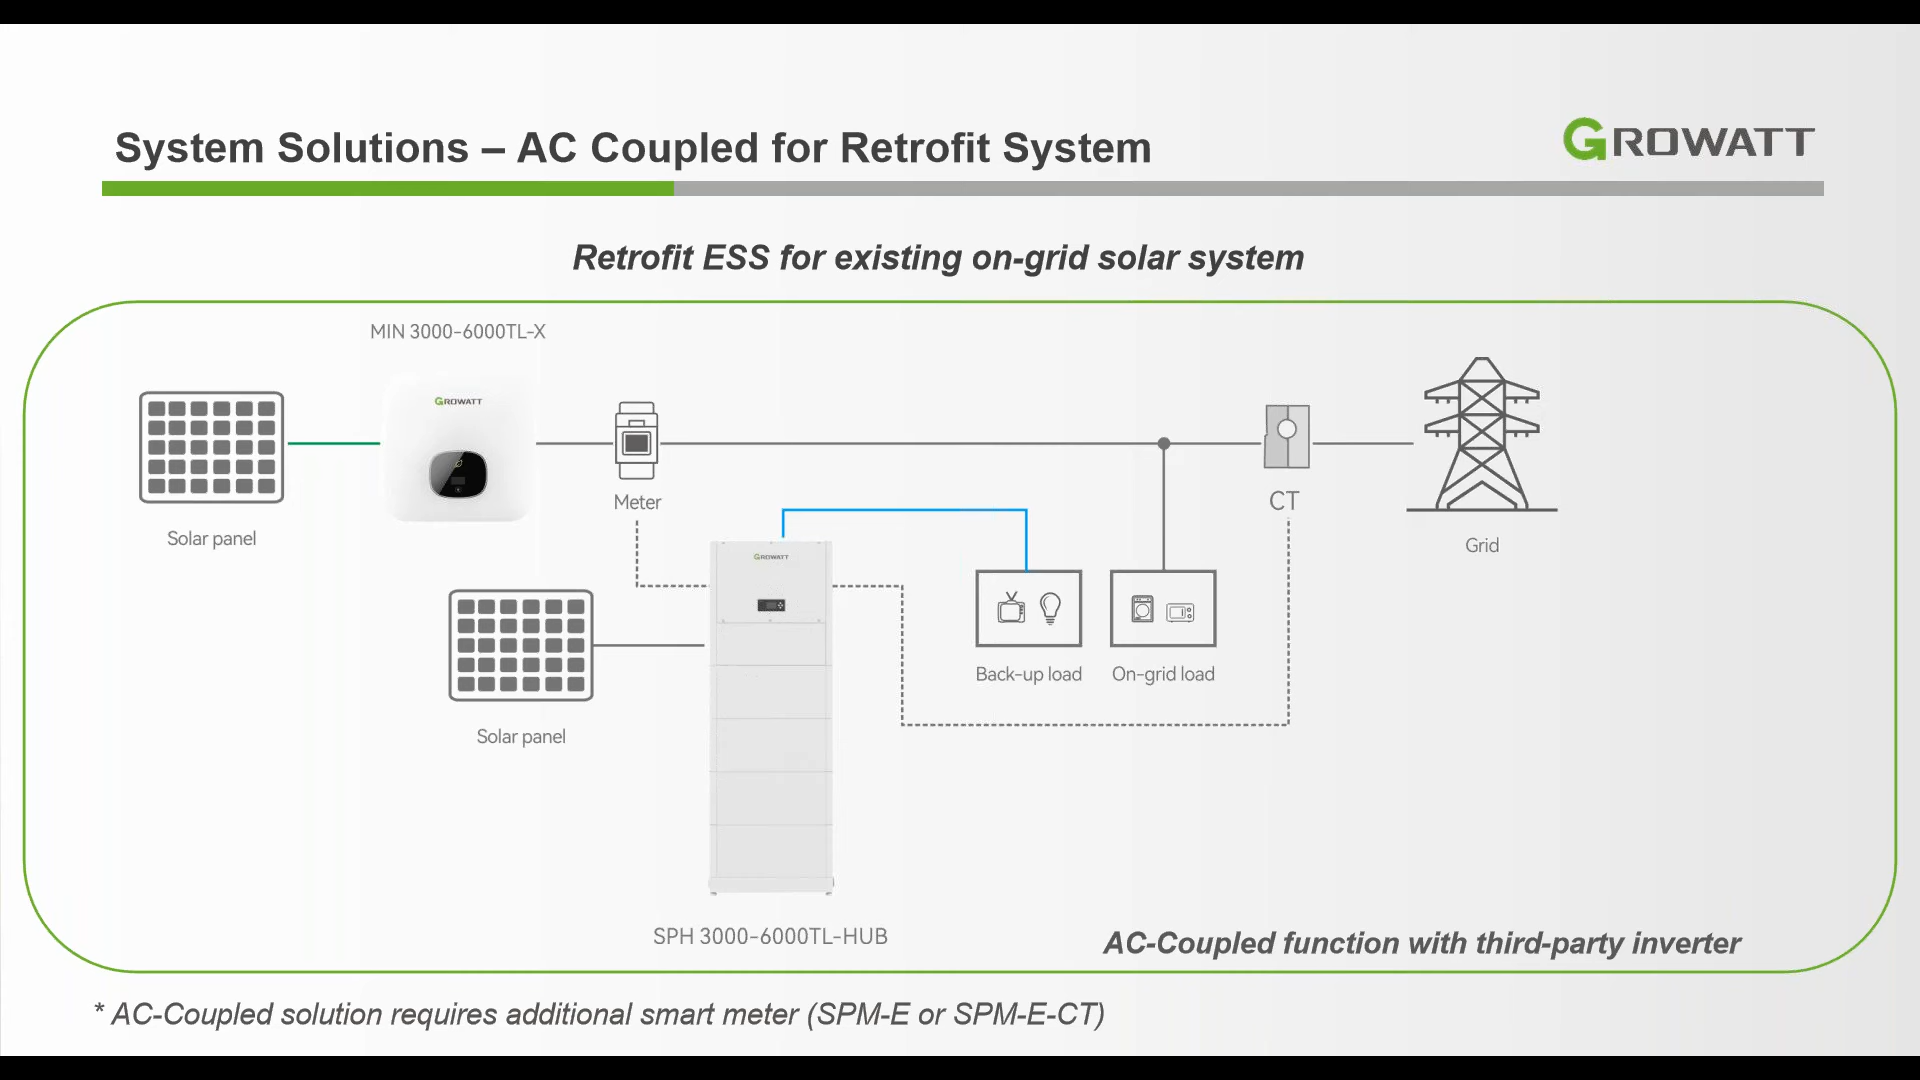 System Solutions – AC Coupled for Retrofit System
GROWATT
Retrofit ESS for existing on-grid solar system
MIN 3000-6000TL-X
GROWATT
Meter
CT
Solar panel
Grid
GROWATT
Back-up load
On-grid load
Solar panel
SPH 3000-6000TL-HUB
AC-Coupled function with third-party inverter
* AC-Coupled solution requires additional smart meter (SPM-E or SPM-E-CT)